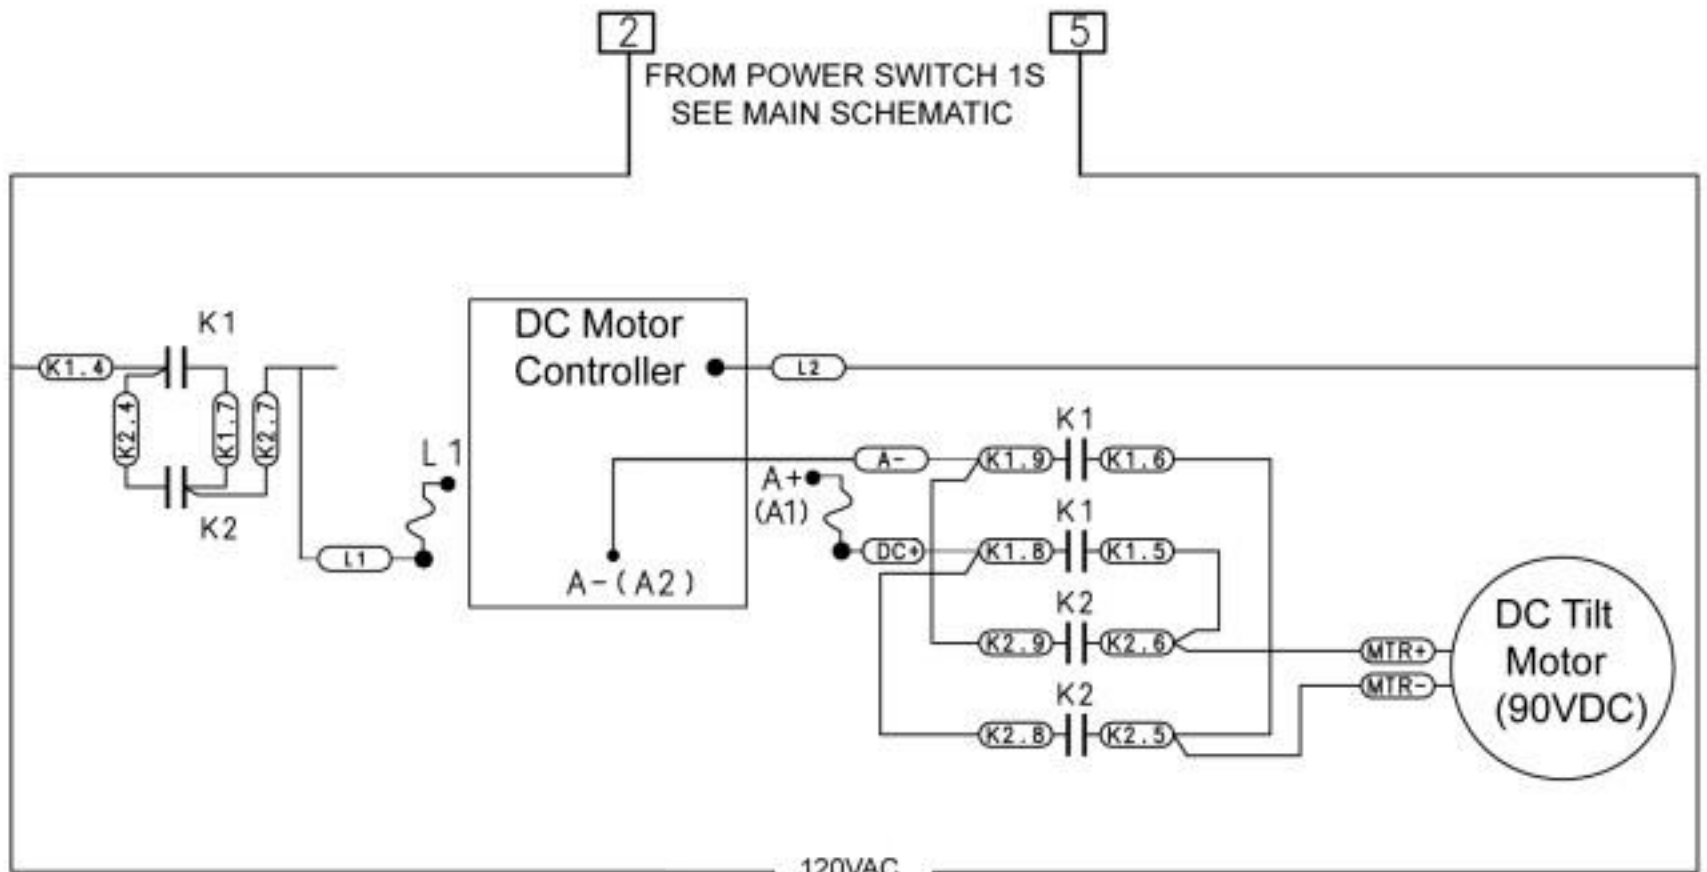 2
5
FROM POWER SWITCH 1S
SEE MAIN SCHEMATIC
K1
K1.4
K2.4
K1.7
K2.7
K2
L1
L1
DC Motor
Controller
L2
A-(A2)
A-
A+
(A1)
DC+
K1
K1.9
K1.6
K1
K1.8
K1.5
K2
K2.9
K2.6
K2
K2.8
K2.5
MTR+
MTR-
DC Tilt
Motor
(90VDC)
120VAC